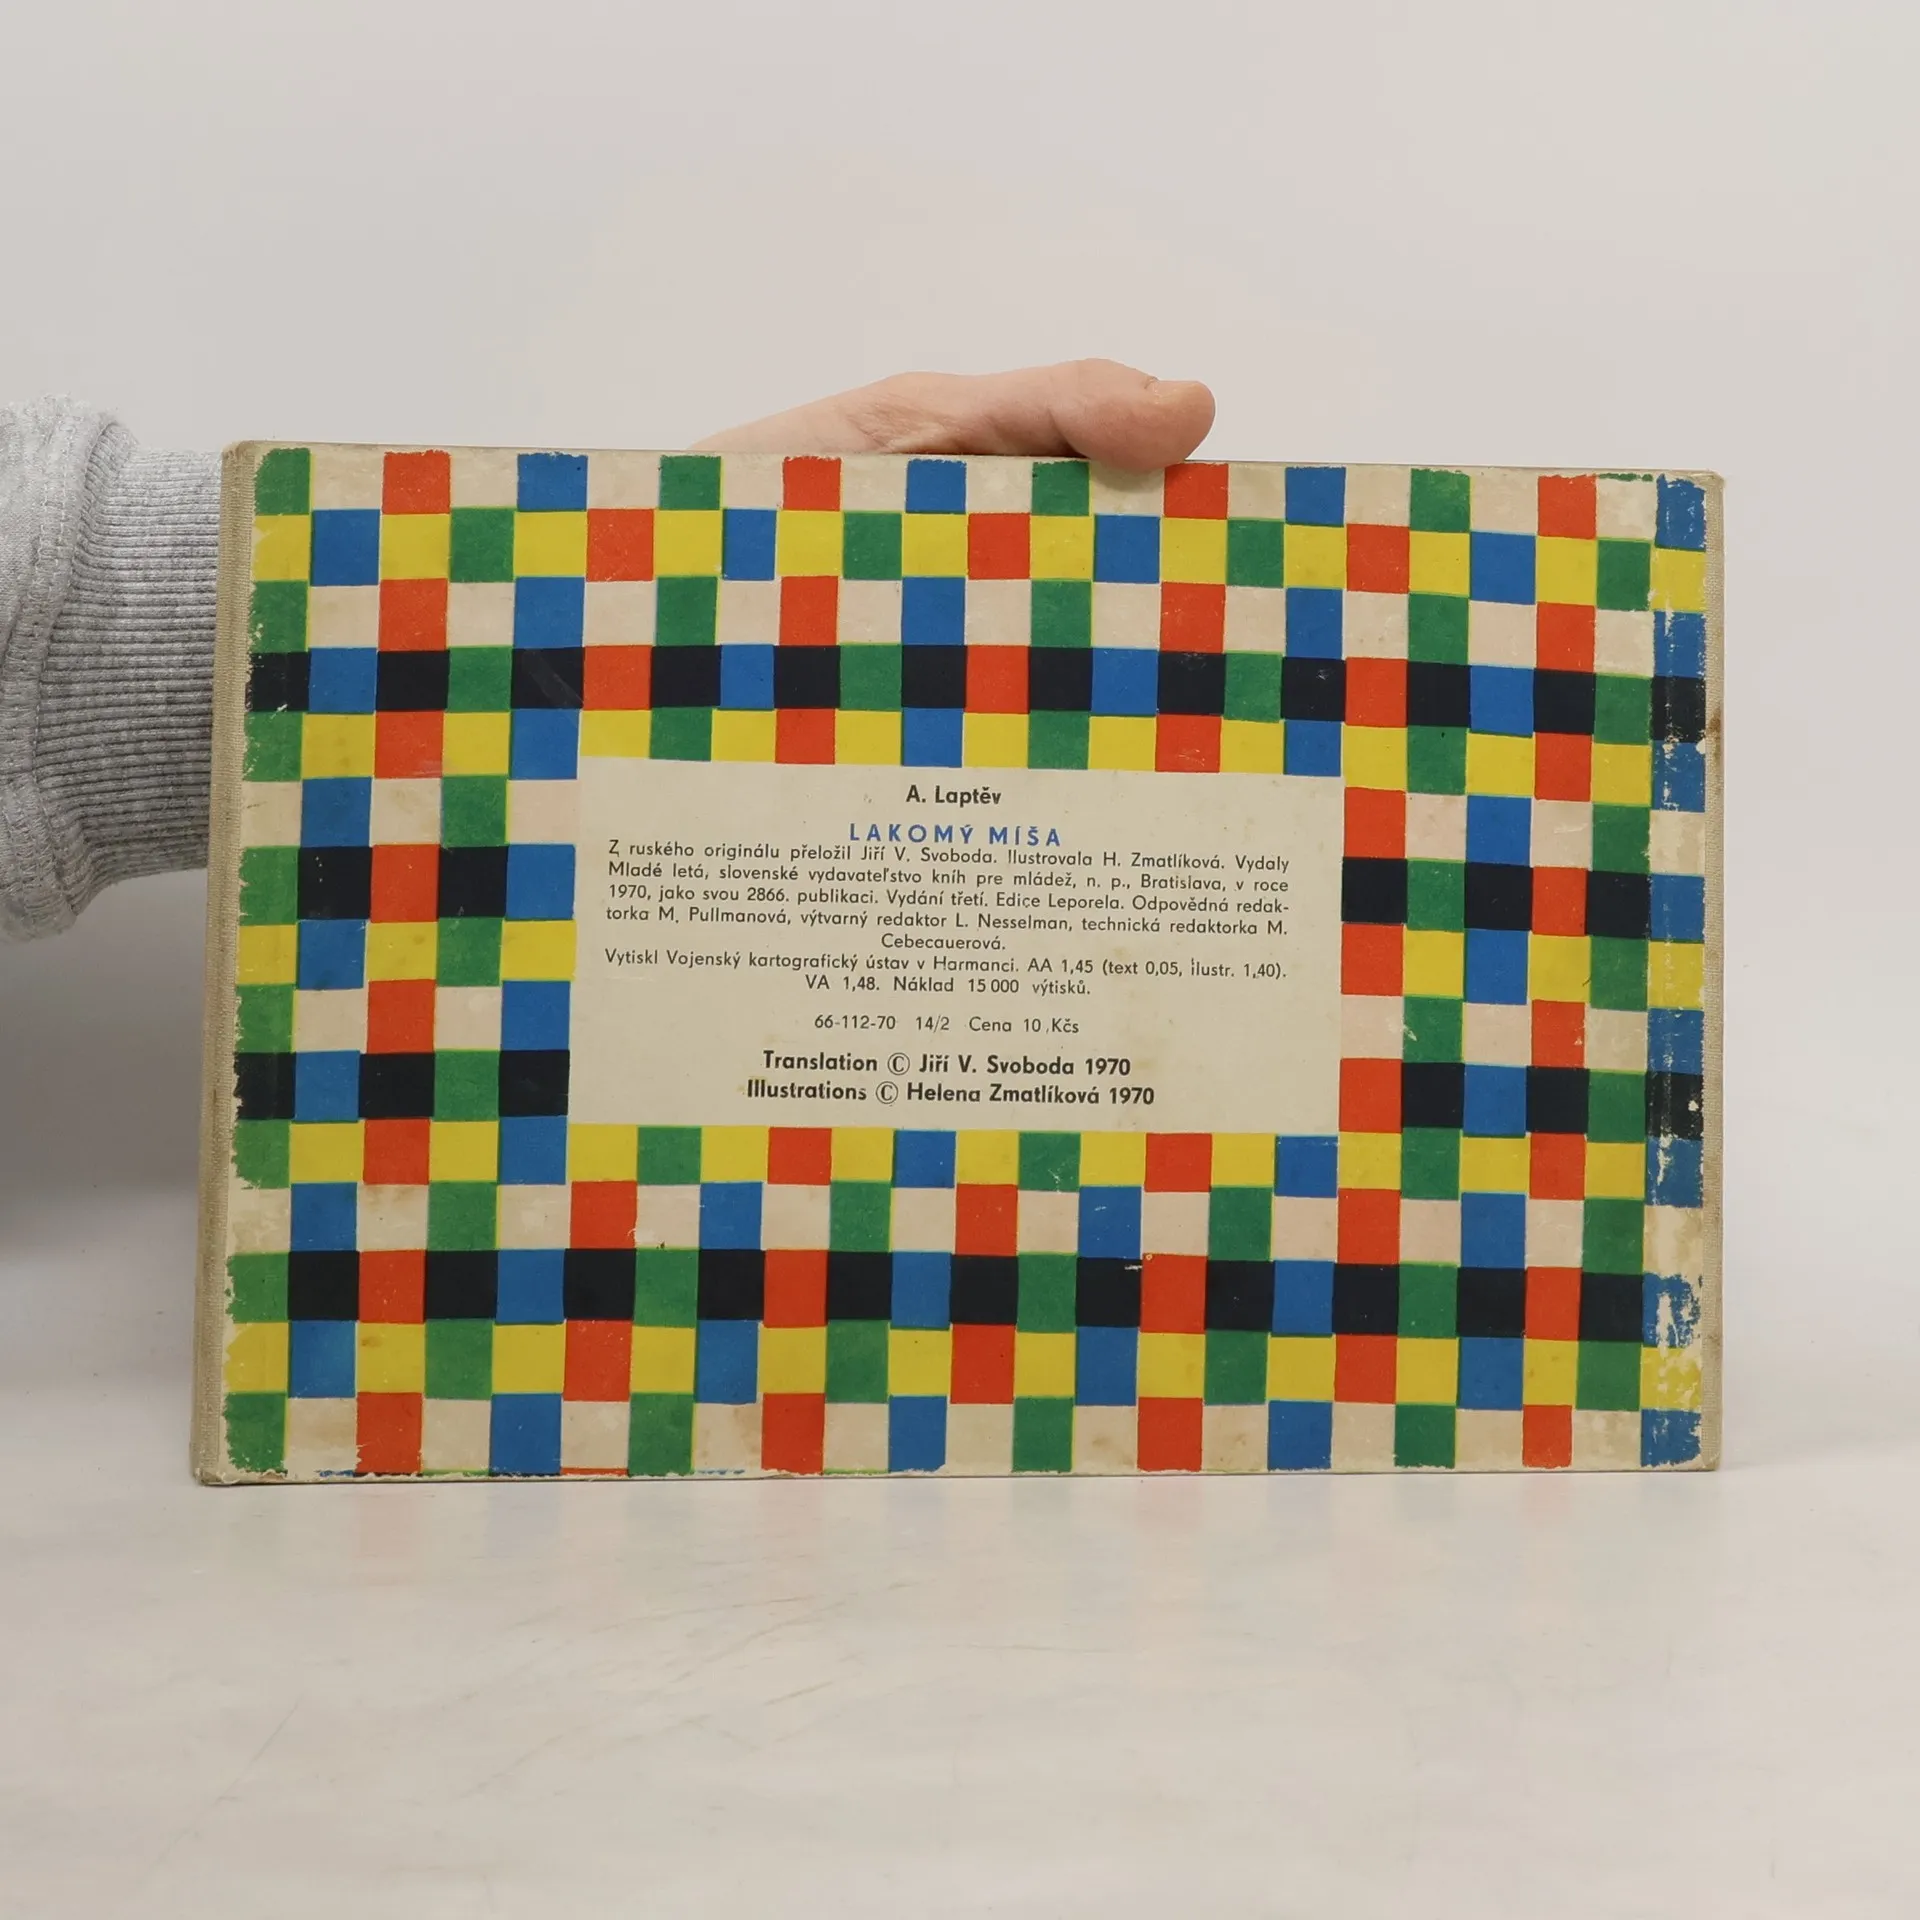 A. Laptěv
LAKOMÝ MÍŠA
Z ruského originálu přeložil Jiří V. Svoboda. Ilustrovala H. Zmatlíková. Vydaly
Mladé letá, slovenské vydavateľstvo kníh pre mládež, n. p., Bratislava, v roce
1970, jako svou 2866. publikaci. Vydání třetí. Edice Leporela. Odpovědná redak-
torka M. Pullmanová, výtvarný redaktor L. Nesselman, technická redaktorka M.
Cebecauerová.
Vytiskl Vojenský kartografický ústav v Harmanci. AA 1,45 (text 0,05, ilustr. 1,40).
VA 1,48. Náklad 15 000 výtisků.
66-112-70 14/2 Cena 10 Kčs
Translation © Jiří V. Svoboda 1970
Illustrations © Helena Zmatlíková 1970